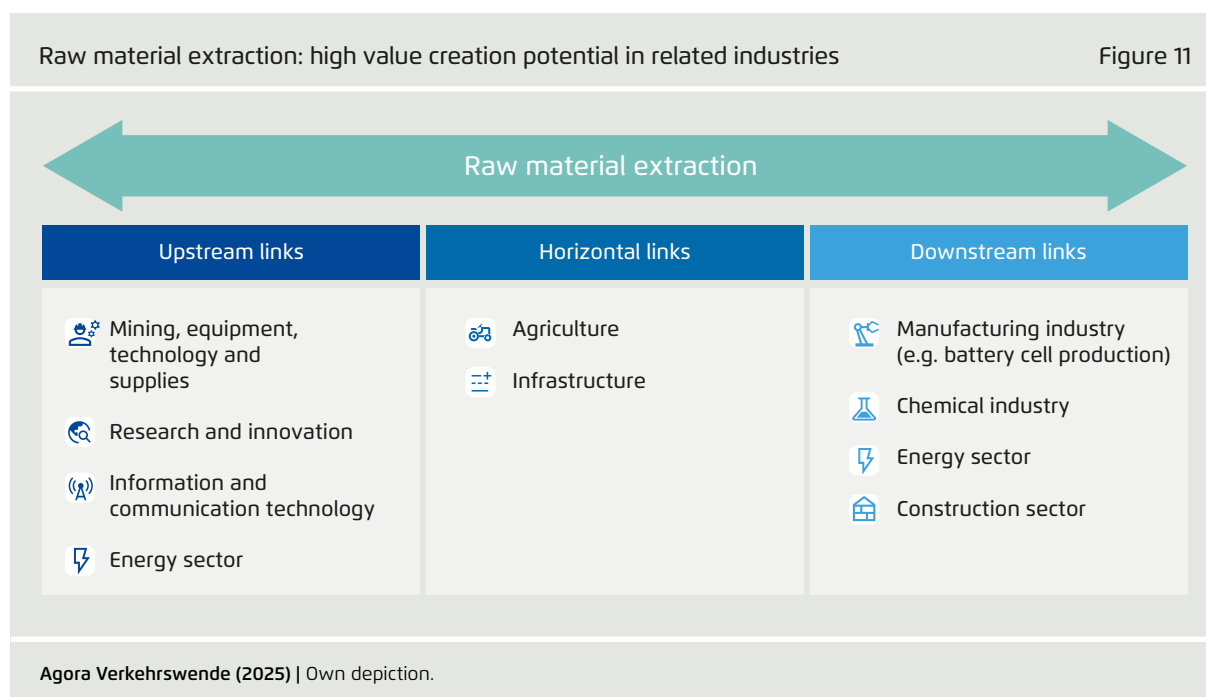 Raw material extraction: high value creation potential in related industries
Figure 11
Raw material extraction
Upstream links
Mining, equipment,
technology and
supplies
Research and innovation
Information and
communication technology
Energy sector
Horizontal links
Agriculture
Infrastructure
Downstream links
Manufacturing industry
(e.g. battery cell production)
Chemical industry
Energy sector
Construction sector
Agora Verkehrswende (2025) | Own depiction.